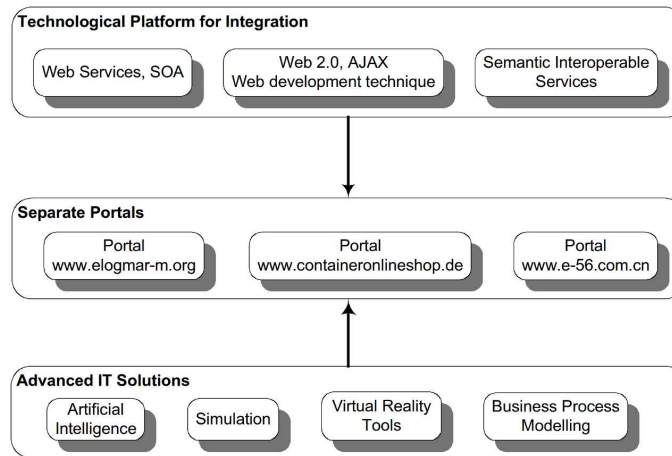 Technological Platform for Integration
Web Services, SOA
Web 2.0, AJAX
Web development technique
Semantic Interoperable
Services
Separate Portals
Portal
www.elogmar-m.org
Portal
www.containeronlineshop.de
Portal
www.e-56.com.cn
Advanced IT Solutions
Artificial
Intelligence
Simulation
Virtual Reality
Tools
Business Process
Modelling